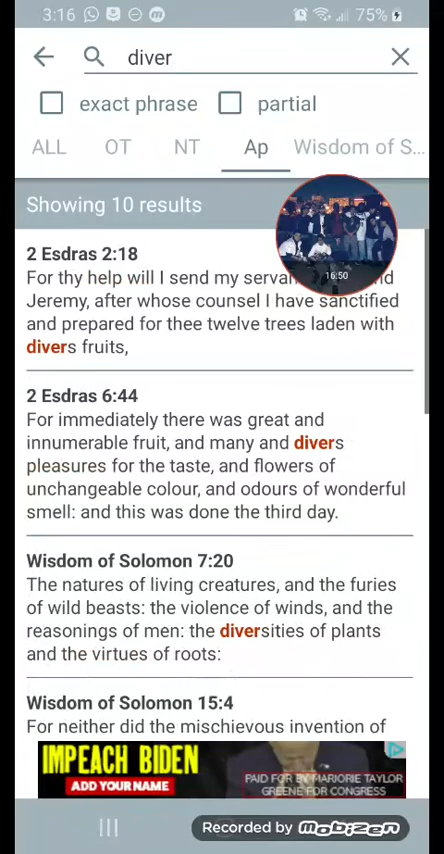 3:16 75%
diver
exact phrase partial
ALL OT NT Ap Wisdom of S...
Showing 10 results
16:50
2 Esdras 2:18
For thy help will I send my servan d
Jeremy, after whose counsel I have sanctified
and prepared for thee twelve trees laden with
divers fruits,
2 Esdras 6:44
For immediately there was great and
innumerable fruit, and many and divers
pleasures for the taste, and flowers of
unchangeable colour, and odours of wonderful
smell: and this was done the third day.
Wisdom of Solomon 7:20
The natures of living creatures, and the furies
of wild beasts: the violence of winds, and the
reasonings of men: the diversities of plants
and the virtues of roots:
Wisdom of Solomon 15:4
For neither did the mischievous invention of
IMPEACH BIDEN
ADD YOUR NAME
PAID FOR BY MARJORIE TAYLOR
GREENE FOR CONGRESS
Recorded by mobizen